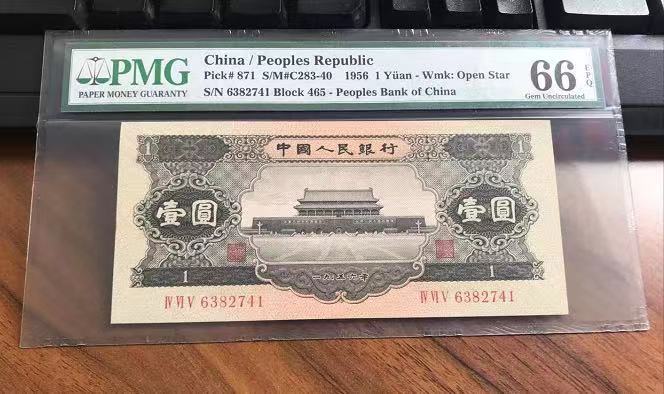 PMG
PAPER MONEY GUARANTY
China / Peoples Republic
Pick# 871 S/M#C283-40 1956 1 Yüan - Wmk: Open Star
S/N 6382741 Block 465 - Peoples Bank of China
66 EPQ
Gem Uncirculated
1 中國人民銀行 1
壹圓 壹圓
1 一九五六年 1
Ⅳ Ⅵ Ⅴ 6382741 Ⅳ Ⅵ Ⅴ 6382741